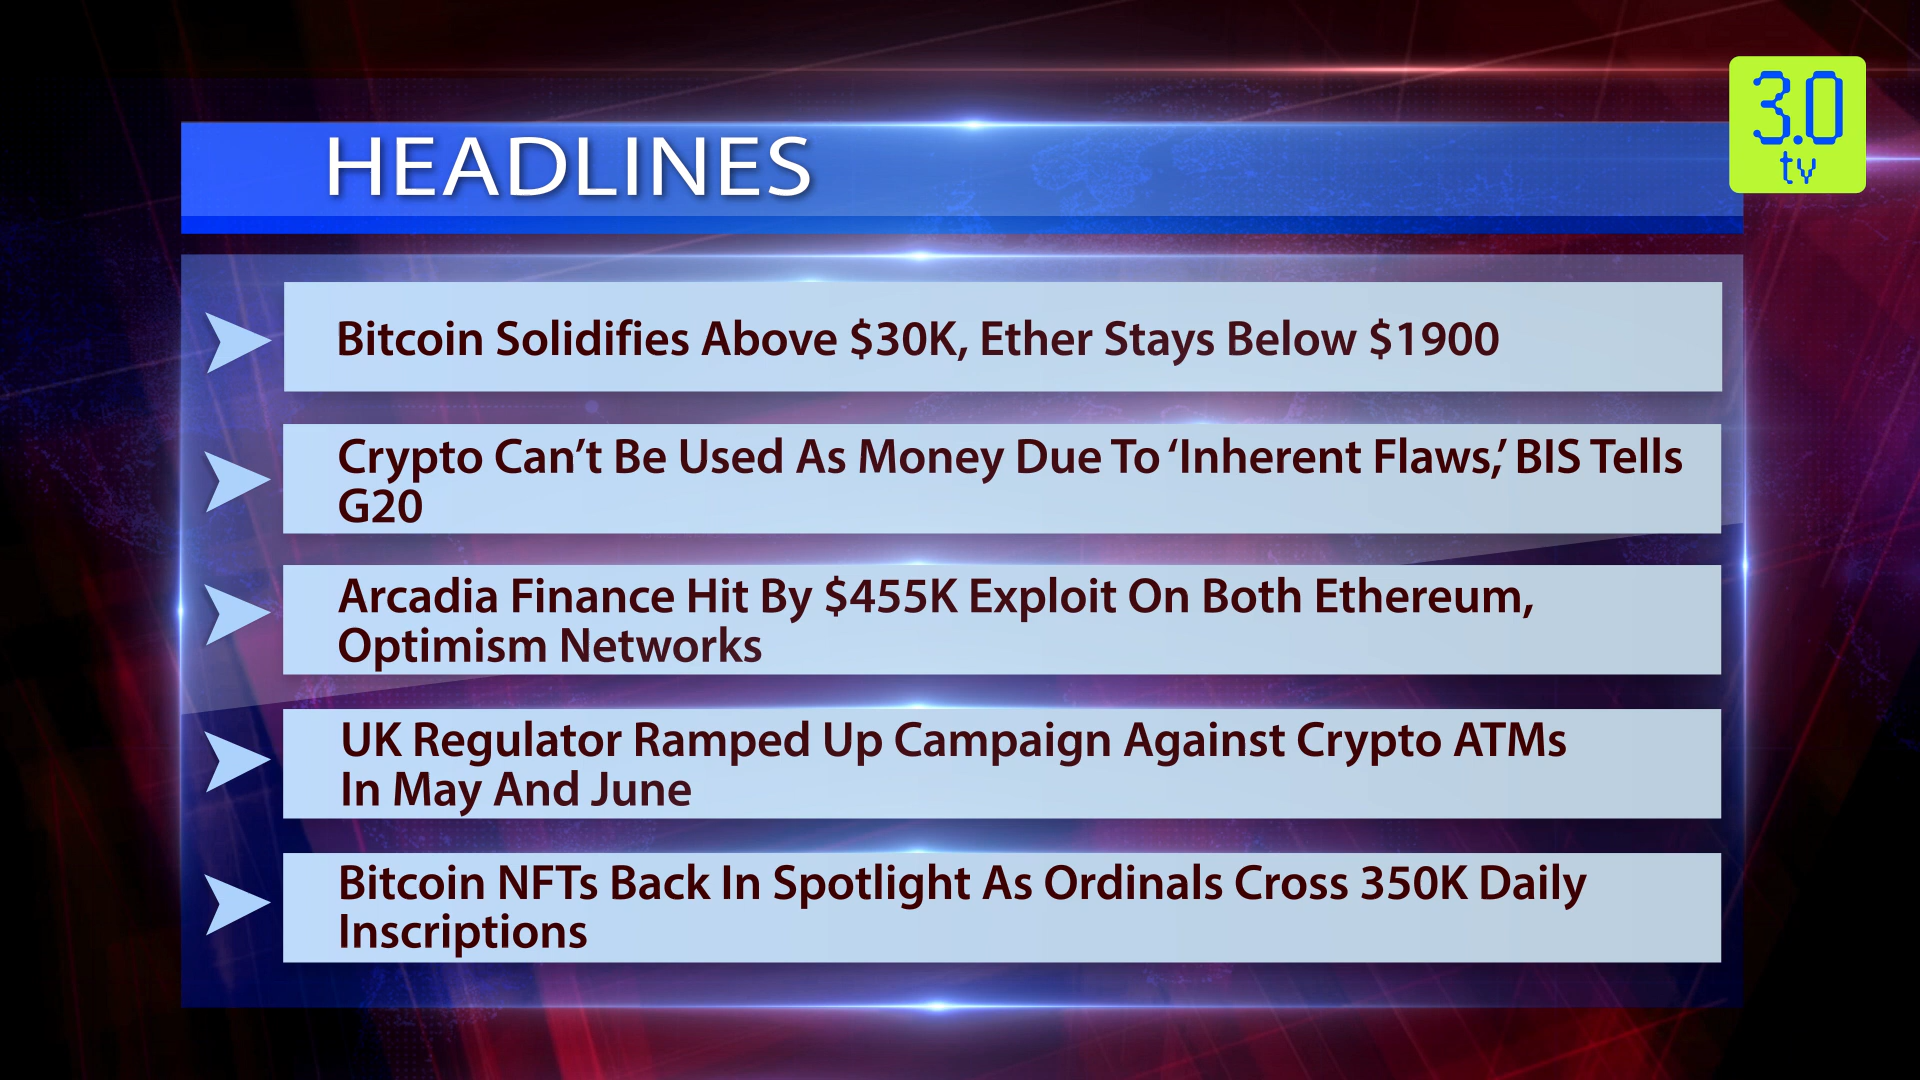 3.0
tv
HEADLINES
Bitcoin Solidifies Above $30K, Ether Stays Below $1900
Crypto Can’t Be Used As Money Due To ‘Inherent Flaws,’ BIS Tells
G20
Arcadia Finance Hit By $455K Exploit On Both Ethereum,
Optimism Networks
UK Regulator Ramped Up Campaign Against Crypto ATMs
In May And June
Bitcoin NFTs Back In Spotlight As Ordinals Cross 350K Daily
Inscriptions